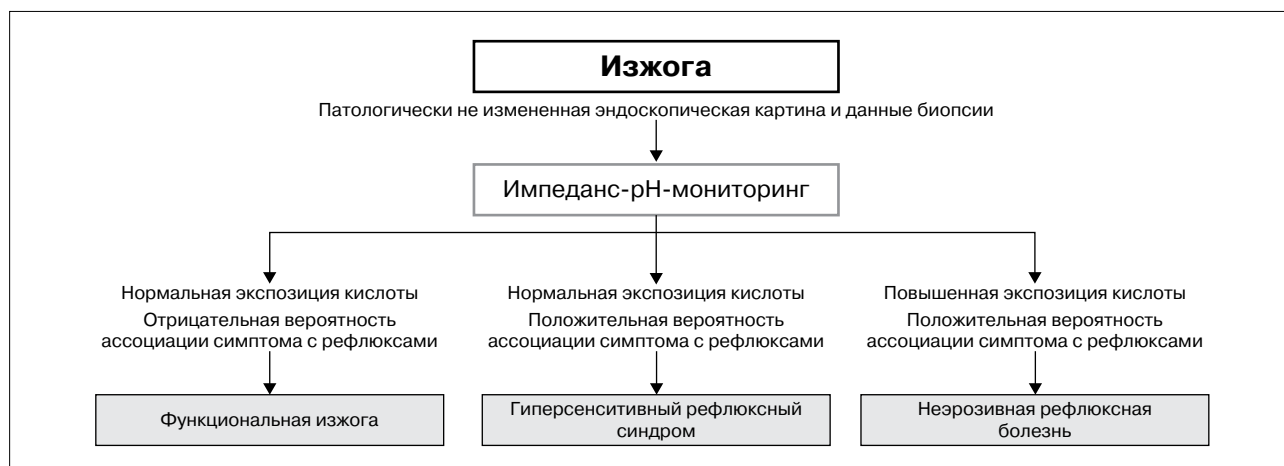 Изжога
Патологически не измененная эндоскопическая картина и данные биопсии
Импеданс-рН-мониторинг
Нормальная экспозиция кислоты
Отрицательная вероятность
ассоциации симптома с рефлюксами
Функциональная изжога
Нормальная экспозиция кислоты
Положительная вероятность
ассоциации симптома с рефлюксами
Гиперсенситивный рефлюксный
синдром
Повышенная экспозиция кислоты
Положительная вероятность
ассоциации симптома с рефлюксами
Неэрозивная рефлюксная
болезнь